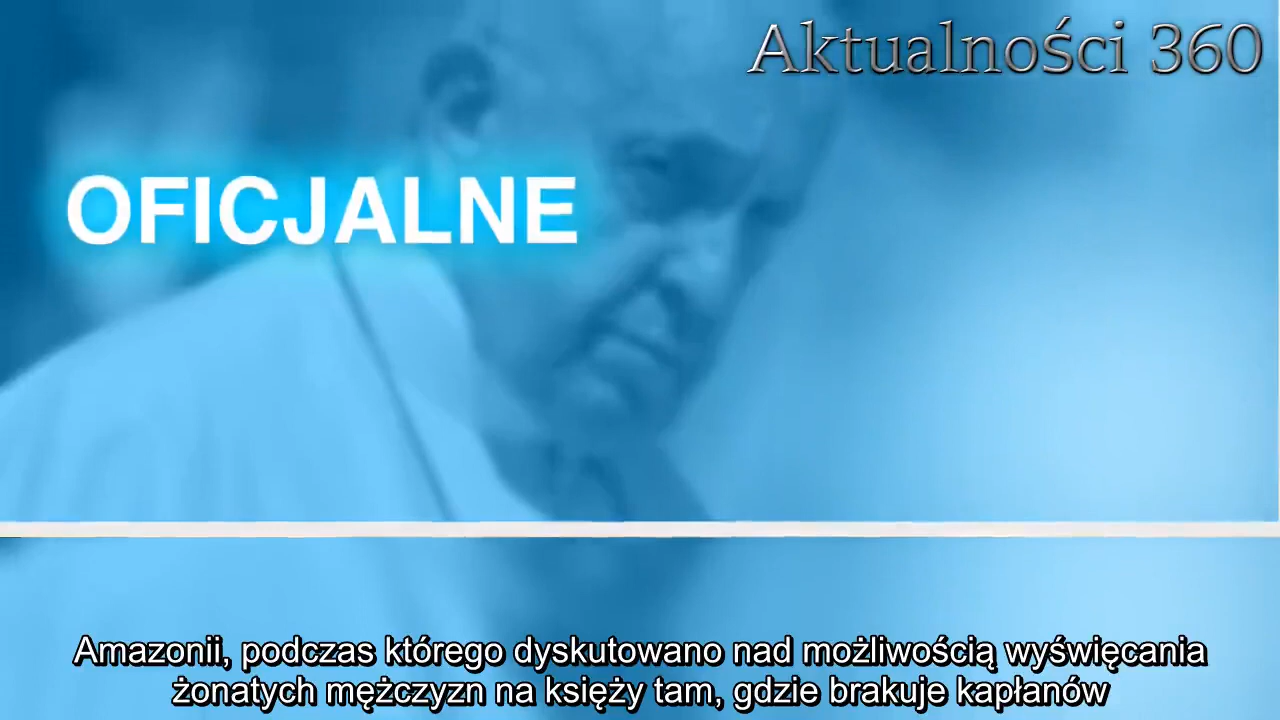 Aktualności 360
OFICJALNE
Amazonii, podczas którego dyskutowano nad możliwością wyświęcania
żonatych mężczyzn na księży tam, gdzie brakuje kapłanów